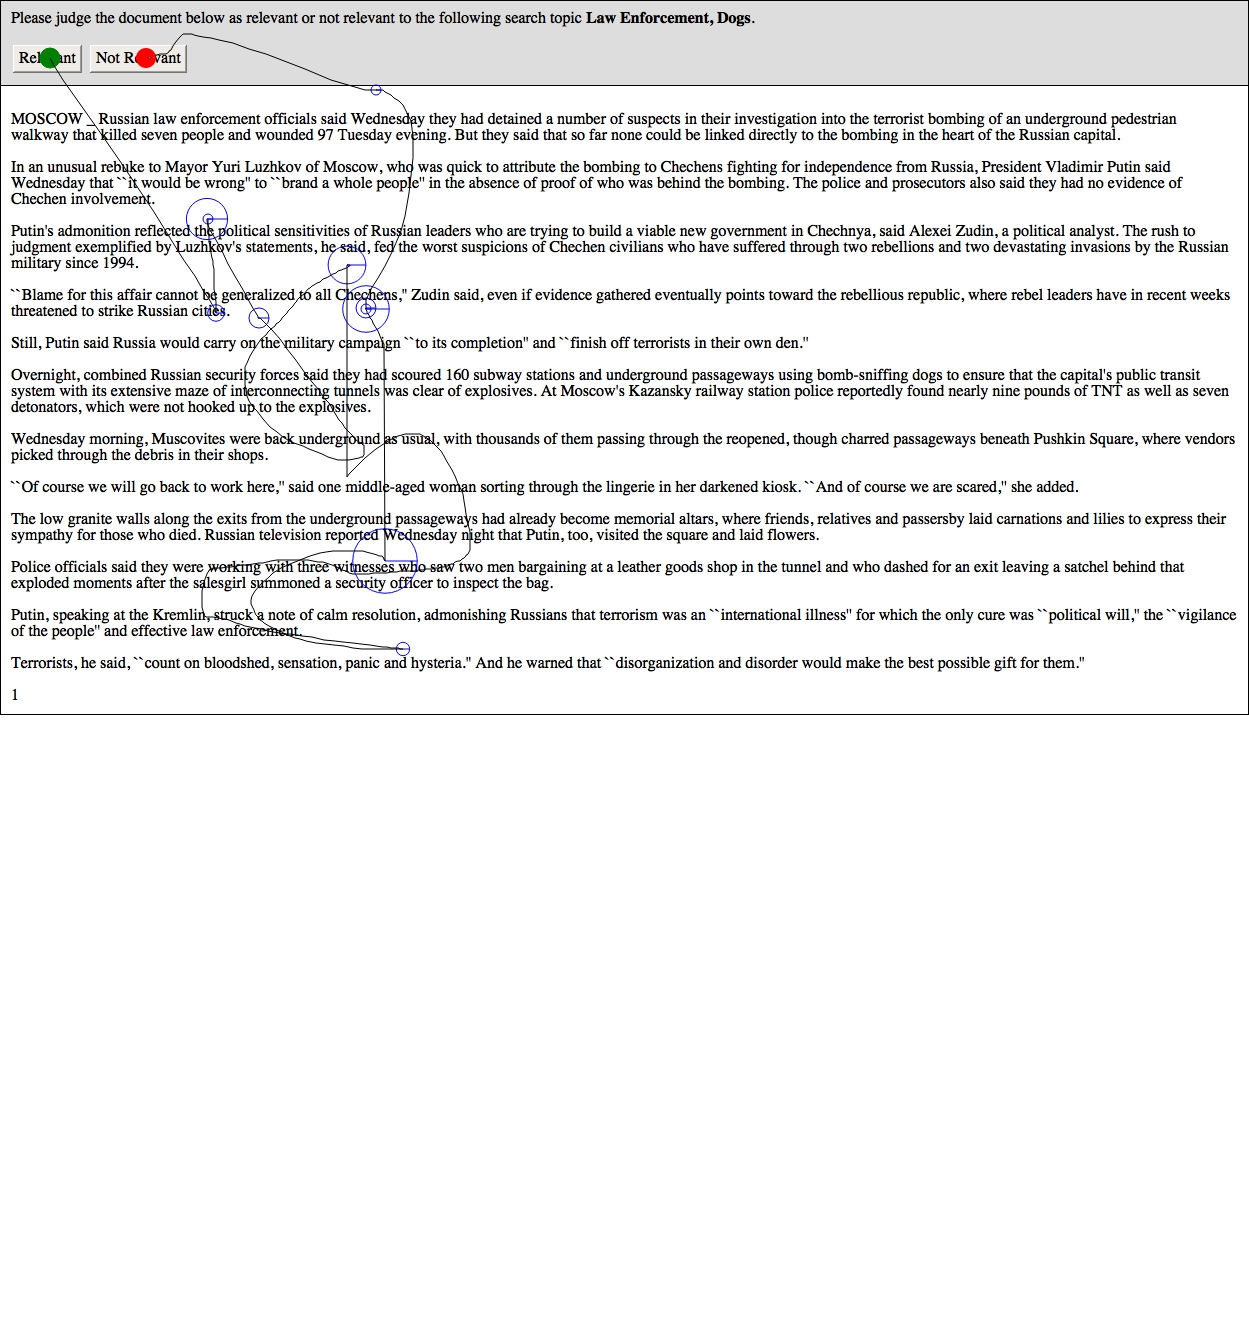 Please judge the document below as relevant or not relevant to the following search topic Law Enforcement, Dogs.
Relevant Not Relevant
MOSCOW _ Russian law enforcement officials said Wednesday they had detained a number of suspects in their investigation into the terrorist bombing of an underground pedestrian
walkway that killed seven people and wounded 97 Tuesday evening. But they said that so far none could be linked directly to the bombing in the heart of the Russian capital.
In an unusual rebuke to Mayor Yuri Luzhkov of Moscow, who was quick to attribute the bombing to Chechens fighting for independence from Russia, President Vladimir Putin said
Wednesday that ``it would be wrong'' to ``brand a whole people'' in the absence of proof of who was behind the bombing. The police and prosecutors also said they had no evidence of
Chechen involvement.
Putin's admonition reflected the political sensitivities of Russian leaders who are trying to build a viable new government in Chechnya, said Alexei Zudin, a political analyst. The rush to
judgment exemplified by Luzhkov's statements, he said, fed the worst suspicions of Chechen civilians who have suffered through two rebellions and two devastating invasions by the Russian
military since 1994.
``Blame for this affair cannot be generalized to all Chechens,'' Zudin said, even if evidence gathered eventually points toward the rebellious republic, where rebel leaders have in recent weeks
threatened to strike Russian cities.
Still, Putin said Russia would carry on the military campaign ``to its completion'' and ``finish off terrorists in their own den.''
Overnight, combined Russian security forces said they had scoured 160 subway stations and underground passageways using bomb-sniffing dogs to ensure that the capital's public transit
system with its extensive maze of interconnecting tunnels was clear of explosives. At Moscow's Kazansky railway station police reportedly found nearly nine pounds of TNT as well as seven
detonators, which were not hooked up to the explosives.
Wednesday morning, Muscovites were back underground as usual, with thousands of them passing through the reopened, though charred passageways beneath Pushkin Square, where vendors
picked through the debris in their shops.
``Of course we will go back to work here,'' said one middle-aged woman sorting through the lingerie in her darkened kiosk. ``And of course we are scared,'' she added.
The low granite walls along the exits from the underground passageways had already become memorial altars, where friends, relatives and passersby laid carnations and lilies to express their
sympathy for those who died. Russian television reported Wednesday night that Putin, too, visited the square and laid flowers.
Police officials said they were working with three witnesses who saw two men bargaining at a leather goods shop in the tunnel and who dashed for an exit leaving a satchel behind that
exploded moments after the salesgirl summoned a security officer to inspect the bag.
Putin, speaking at the Kremlin, struck a note of calm resolution, admonishing Russians that terrorism was an ``international illness'' for which the only cure was ``political will,'' the ``vigilance
of the people'' and effective law enforcement.
Terrorists, he said, ``count on bloodshed, sensation, panic and hysteria.'' And he warned that ``disorganization and disorder would make the best possible gift for them.''
1